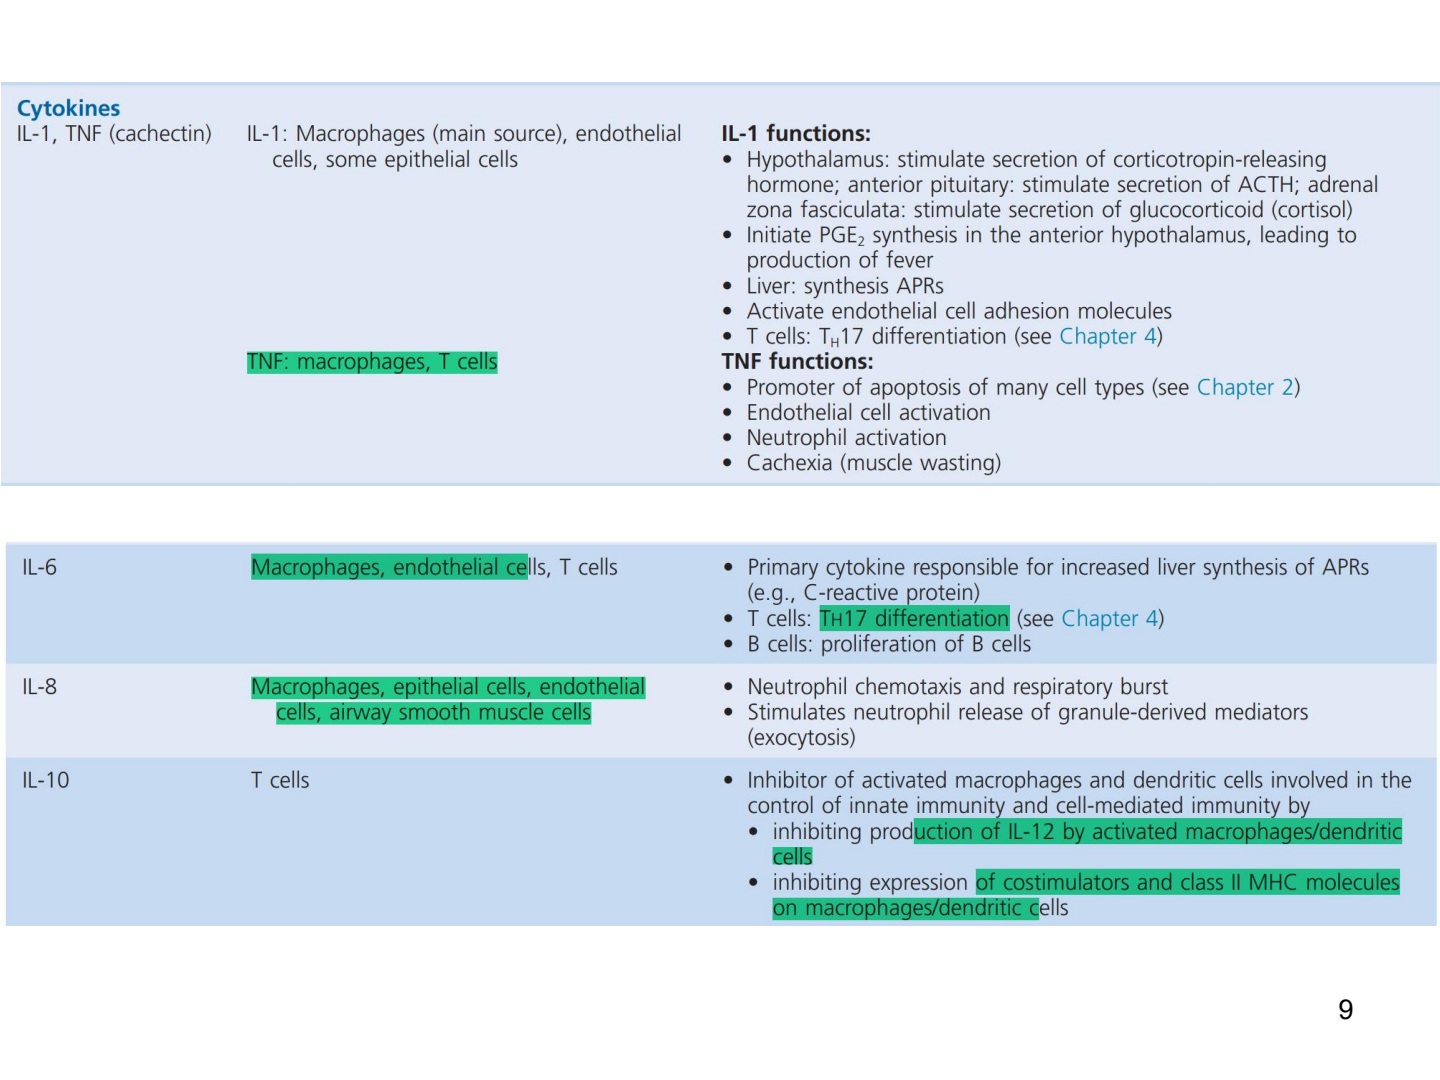 Cytokines
IL-1, TNF (cachectin)
IL-1: Macrophages (main source), endothelial
cells, some epithelial cells
IL-1 functions:
• Hypothalamus: stimulate secretion of corticotropin-releasing
hormone; anterior pituitary: stimulate secretion of ACTH; adrenal
zona fasciculata: stimulate secretion of glucocorticoid (cortisol)
• Initiate PGE₂ synthesis in the anterior hypothalamus, leading to
production of fever
• Liver: synthesis APRs
• Activate endothelial cell adhesion molecules
• T cells: TH17 differentiation (see Chapter 4)
TNF: macrophages, T cells
TNF functions:
• Promoter of apoptosis of many cell types (see Chapter 2)
• Endothelial cell activation
• Neutrophil activation
• Cachexia (muscle wasting)
IL-6
Macrophages, endothelial cells, T cells
• Primary cytokine responsible for increased liver synthesis of APRs
(e.g., C-reactive protein)
• T cells: TH17 differentiation (see Chapter 4)
• B cells: proliferation of B cells
IL-8
Macrophages, epithelial cells, endothelial
cells, airway smooth muscle cells
• Neutrophil chemotaxis and respiratory burst
• Stimulates neutrophil release of granule-derived mediators
(exocytosis)
IL-10
T cells
• Inhibitor of activated macrophages and dendritic cells involved in the
control of innate immunity and cell-mediated immunity by
• inhibiting production of IL-12 by activated macrophages/dendritic
cells
• inhibiting expression of costimulators and class II MHC molecules
on macrophages/dendritic cells
9